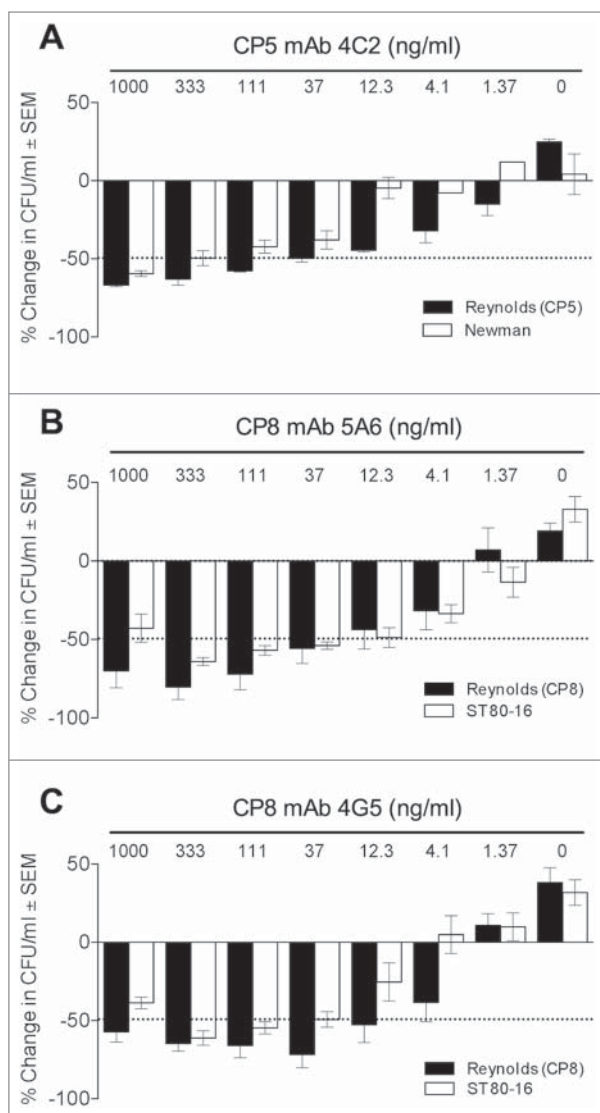 A
CP5 mAb 4C2 (ng/ml)
1000 333 111 37 12.3 4.1 1.37 0
% Change in CFU/ml ± SEM
50
0
-50
-100
Reynolds (CP5)
Newman
B
CP8 mAb 5A6 (ng/ml)
1000 333 111 37 12.3 4.1 1.37 0
% Change in CFU/ml ± SEM
50
0
-50
-100
Reynolds (CP8)
ST80-16
C
CP8 mAb 4G5 (ng/ml)
1000 333 111 37 12.3 4.1 1.37 0
% Change in CFU/ml ± SEM
50
0
-50
-100
Reynolds (CP8)
ST80-16